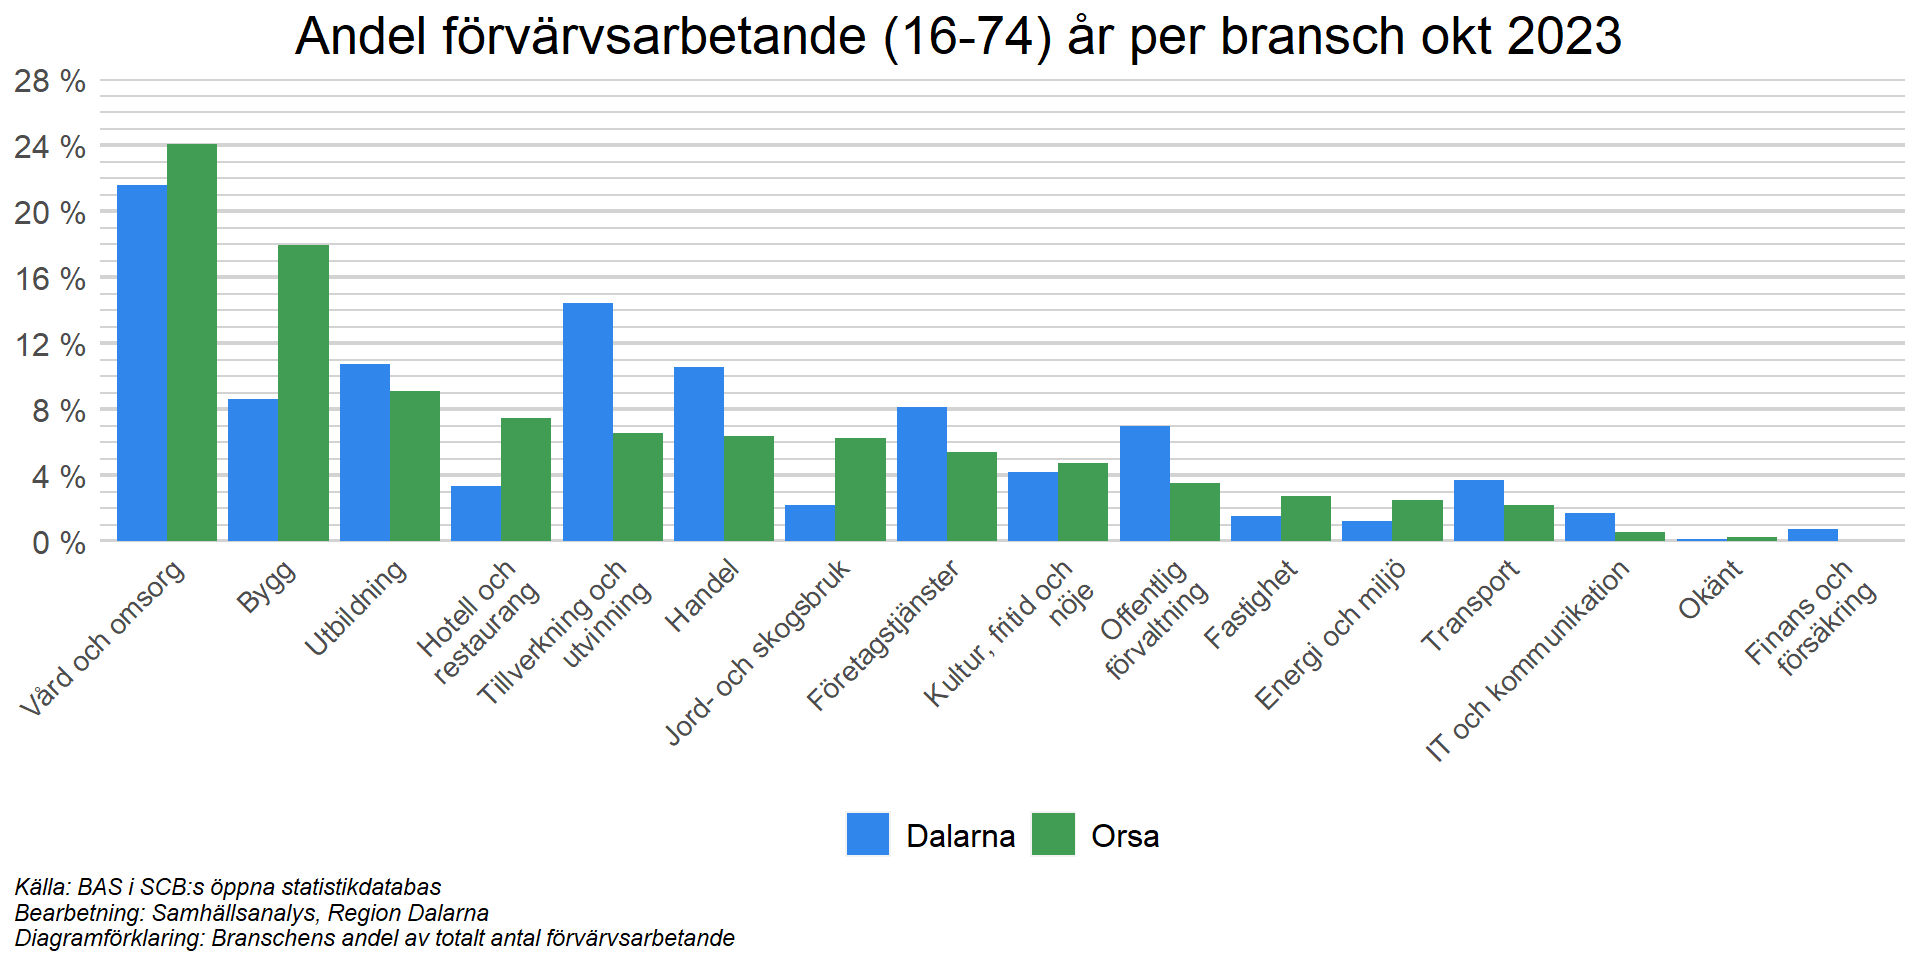 Andel förvärvsarbetande (16-74) år per bransch okt 2023
28 %
24 %
20 %
16 %
12 %
8 %
4 %
0 %
Vård och omsorg
Bygg
Utbildning
Hotell och
restaurang
Tillverkning och
utvinning
Handel
Jord- och skogsbruk
Företagstjänster
Kultur, fritid och
nöje
Offentlig
förvaltning
Fastighet
Energi och miljö
Transport
IT och kommunikation
Okänt
Finans och
försäkring
Dalarna
Orsa
Källa: BAS i SCB:s öppna statistikdatabas
Bearbetning: Samhällsanalys, Region Dalarna
Diagramförklaring: Branschens andel av totalt antal förvärvsarbetande